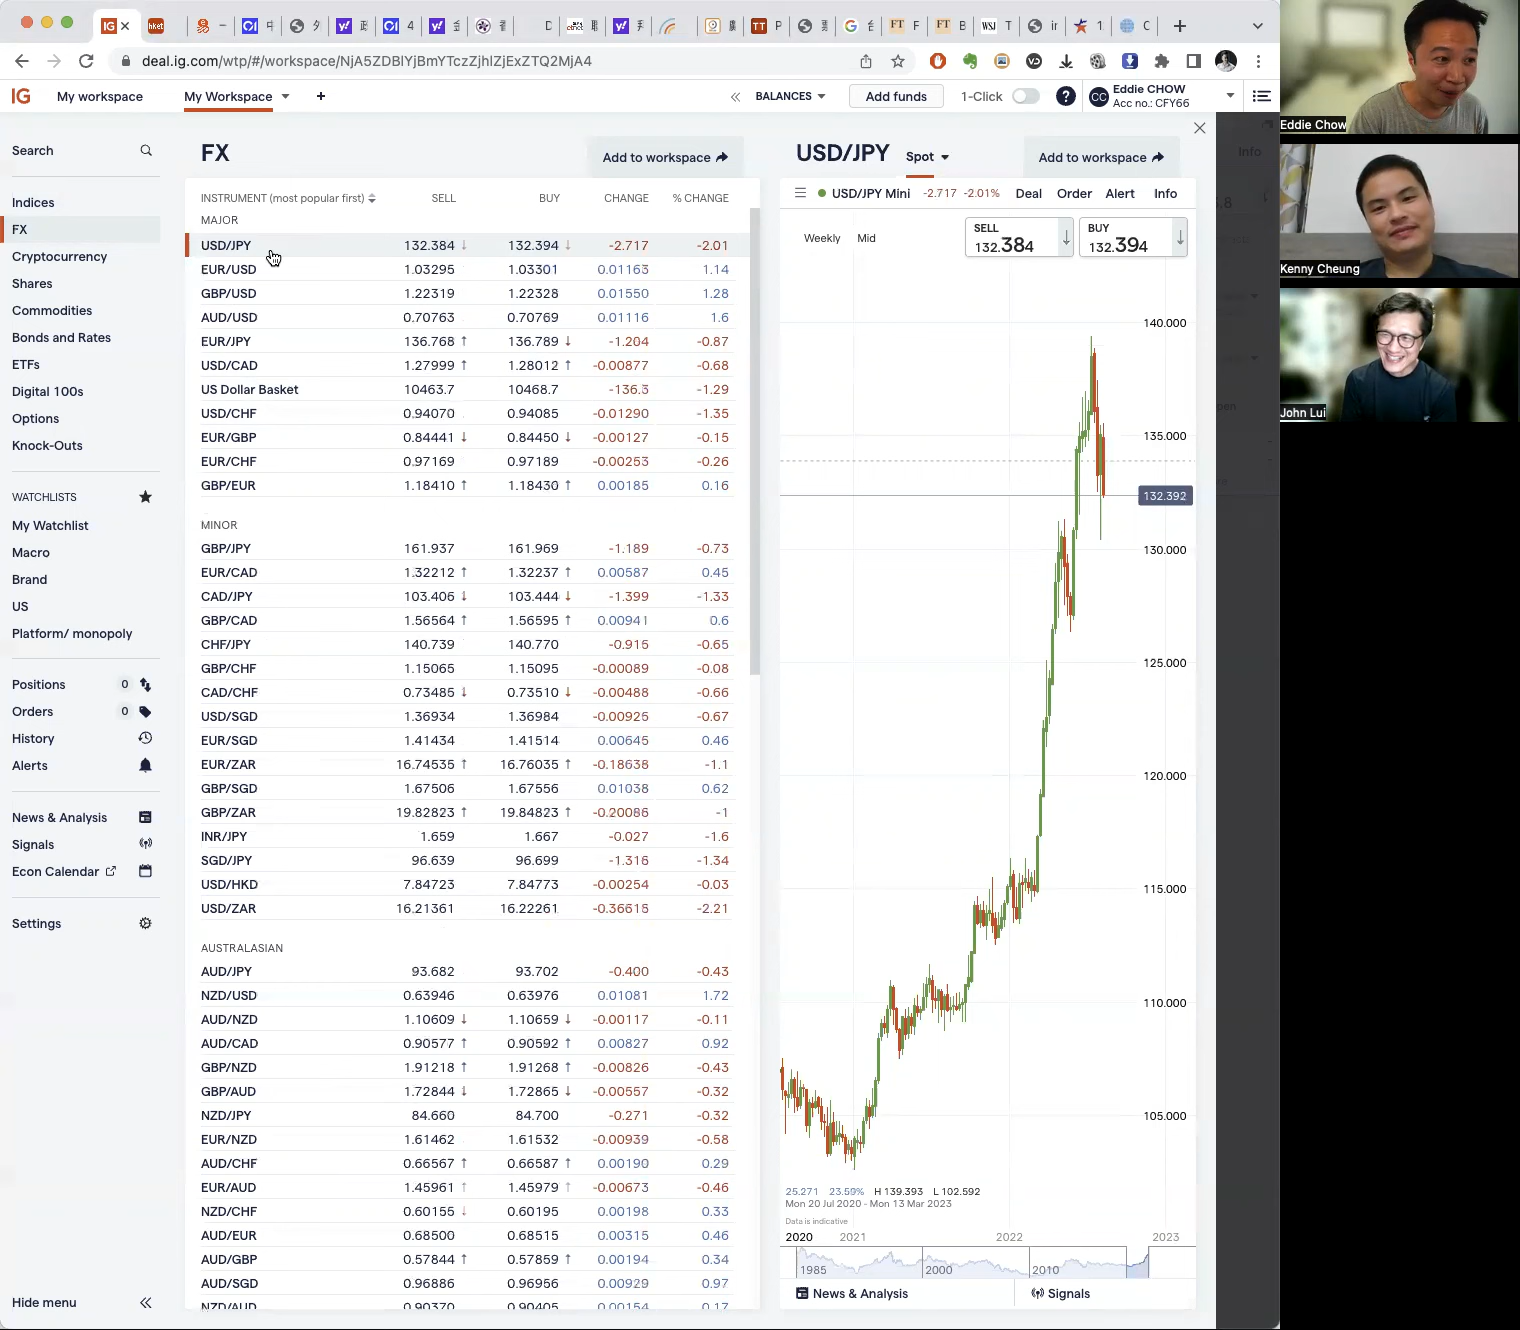 deal.ig.com/wtp/#/workspace/NjA5ZDBlYjBmYTczZjhlZjExZTQ2MjA4
IG My workspace My Workspace + BALANCES Add funds 1-Click ? CC Eddie CHOW
Acc no.: CFY66
Search
Indices
FX
Cryptocurrency
Shares
Commodities
Bonds and Rates
ETFs
Digital 100s
Options
Knock-Outs
WATCHLISTS
My Watchlist
Macro
Brand
US
Platform/ monopoly
Positions 0
Orders 0
History
Alerts
News & Analysis
Signals
Econ Calendar
Settings
Hide menu
FX Add to workspace
INSTRUMENT (most popular first) SELL BUY CHANGE % CHANGE
MAJOR
USD/JPY 132.384 ↓ 132.394 ↓ -2.717 -2.01
EUR/USD 1.03295 1.03301 0.01163 1.14
GBP/USD 1.22319 1.22328 0.01550 1.28
AUD/USD 0.70763 0.70769 0.01116 1.6
EUR/JPY 136.768 ↑ 136.789 ↓ -1.204 -0.87
USD/CAD 1.27999 ↑ 1.28012 ↑ -0.00877 -0.68
US Dollar Basket 10463.7 10468.7 -136.3 -1.29
USD/CHF 0.94070 0.94085 -0.01290 -1.35
EUR/GBP 0.84441 ↓ 0.84450 ↓ -0.00127 -0.15
EUR/CHF 0.97169 0.97189 -0.00253 -0.26
GBP/EUR 1.18410 ↑ 1.18430 ↑ 0.00185 0.16
MINOR
GBP/JPY 161.937 161.969 -1.189 -0.73
EUR/CAD 1.32212 ↑ 1.32237 ↑ 0.00587 0.45
CAD/JPY 103.406 ↓ 103.444 ↓ -1.399 -1.33
GBP/CAD 1.56564 ↑ 1.56595 ↑ 0.00941 0.6
CHF/JPY 140.739 140.770 -0.915 -0.65
GBP/CHF 1.15065 1.15095 -0.00089 -0.08
CAD/CHF 0.73485 ↓ 0.73510 ↓ -0.00488 -0.66
USD/SGD 1.36934 1.36984 -0.00925 -0.67
EUR/SGD 1.41434 1.41514 0.00645 0.46
EUR/ZAR 16.74535 ↑ 16.76035 ↑ -0.18638 -1.1
GBP/SGD 1.67506 1.67556 0.01038 0.62
GBP/ZAR 19.82823 ↑ 19.84823 ↑ -0.20086 -1
INR/JPY 1.659 1.667 -0.027 -1.6
SGD/JPY 96.639 96.699 -1.316 -1.34
USD/HKD 7.84723 7.84773 -0.00254 -0.03
USD/ZAR 16.21361 16.22261 -0.36615 -2.21
AUSTRALASIAN
AUD/JPY 93.682 93.702 -0.400 -0.43
NZD/USD 0.63946 0.63976 0.01081 1.72
AUD/NZD 1.10609 ↓ 1.10659 ↓ -0.00117 -0.11
AUD/CAD 0.90577 ↑ 0.90592 ↑ 0.00827 0.92
GBP/NZD 1.91218 ↑ 1.91268 ↑ -0.00826 -0.43
GBP/AUD 1.72844 ↓ 1.72865 ↓ -0.00557 -0.32
NZD/JPY 84.660 84.700 -0.271 -0.32
EUR/NZD 1.61462 1.61532 -0.00939 -0.58
AUD/CHF 0.66567 ↑ 0.66587 ↑ 0.00190 0.29
EUR/AUD 1.45961 ↑ 1.45979 ↑ -0.00673 -0.46
NZD/CHF 0.60155 ↓ 0.60195 0.00198 0.33
AUD/EUR 0.68500 0.68515 0.00315 0.46
AUD/GBP 0.57844 ↑ 0.57859 ↑ 0.00194 0.34
AUD/SGD 0.96886 0.96956 0.00929 0.97
NZD/AUD 0.90370 0.90405 0.00154 0.17
USD/JPY Spot Add to workspace
USD/JPY Mini -2.717 -2.01% Deal Order Alert Info
Weekly Mid
SELL
132.384 ↓
BUY
132.394 ↓
140.000
135.000
132.392
130.000
125.000
120.000
115.000
110.000
105.000
25.271 23.59% H 139.393 L 102.592
Mon 20 Jul 2020 - Mon 13 Mar 2023
Data is indicative
2020 2021 2022 2023
1985 2000 2010
News & Analysis Signals
Info
Eddie Chow
Kenny Cheung
John Lui